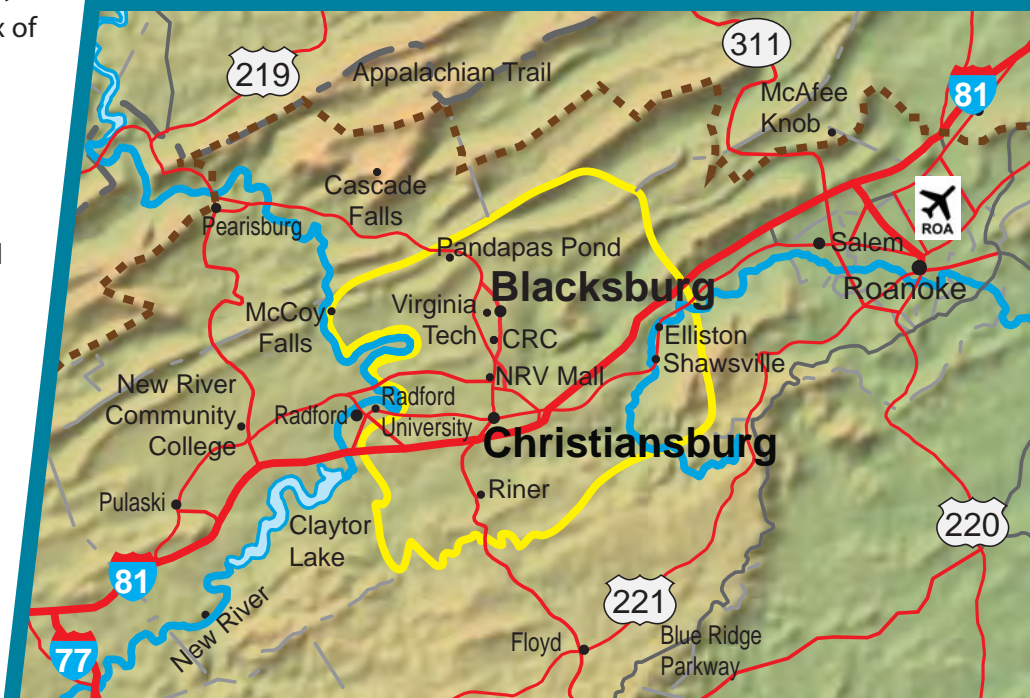 x of
219
Appalachian Trail
311
McAfee
Knob
81
Cascade
Falls
ROA
Pearisburg
Pandapas Pond
Salem
Blacksburg
Roanoke
McCoy
Falls
Virginia
Tech
CRC
Elliston
Shawsville
NRV Mall
New River
Community
College
Radford
Radford
University
Christiansburg
Riner
Pulaski
Claytor
Lake
220
81
221
New River
Floyd
Blue Ridge
Parkway
77